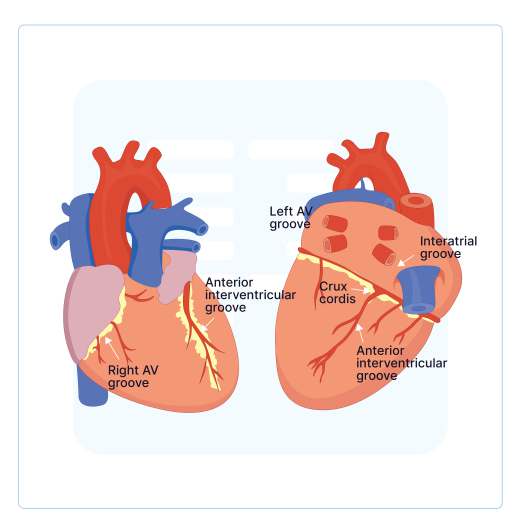 Left AV
groove
Interatrial
groove
Anterior
interventricular
groove
Crux
cordis
Right AV
groove
Anterior
interventricular
groove